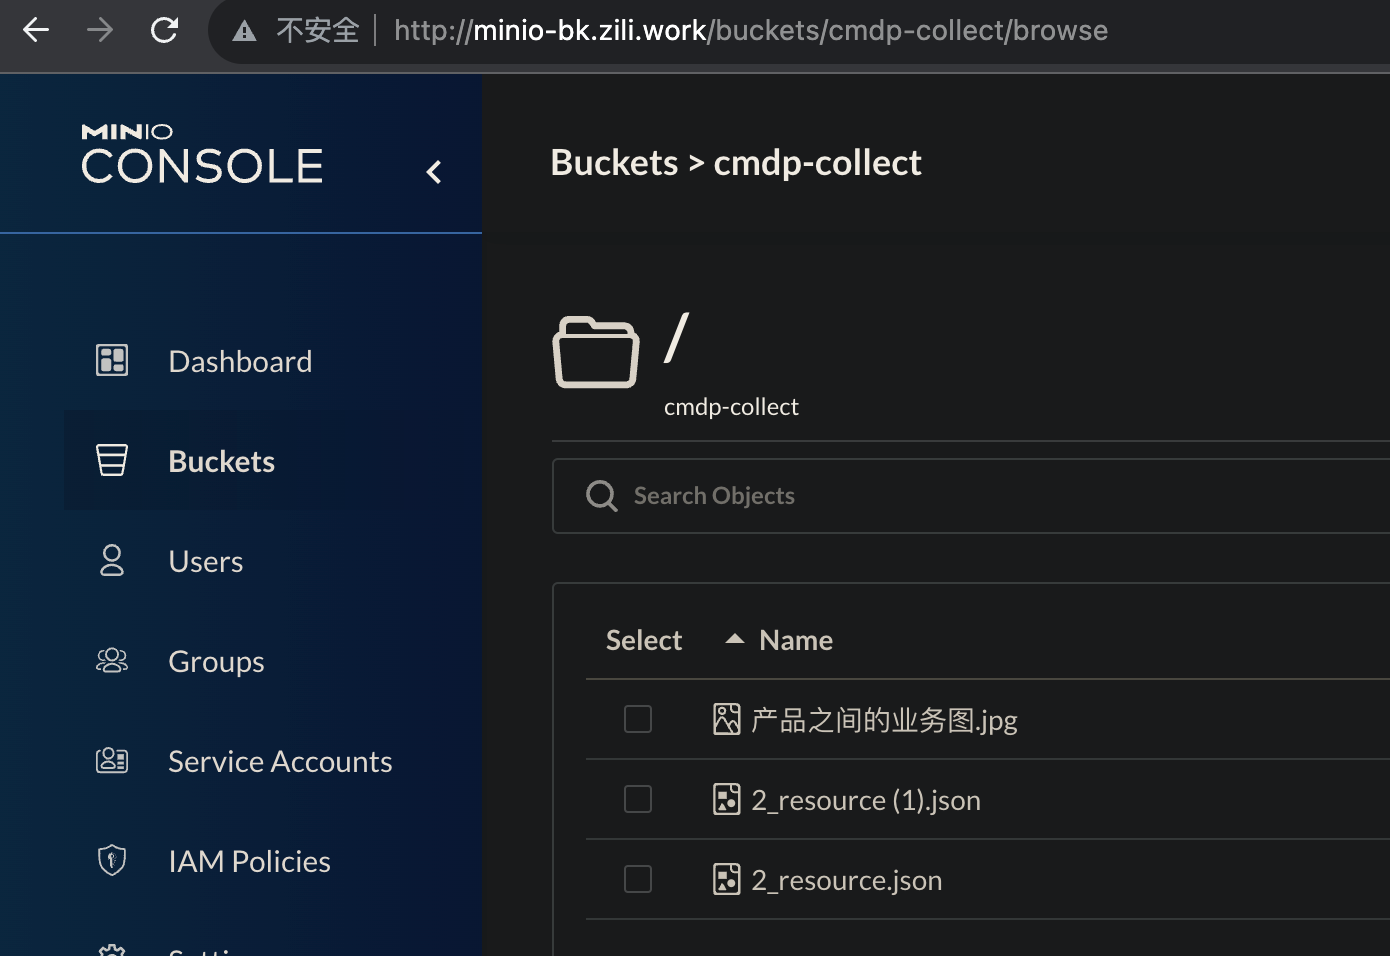 不安全 | http://minio-bk.zili.work/buckets/cmdp-collect/browse
MINIO
CONSOLE
Buckets > cmdp-collect
Dashboard
Buckets
Users
Groups
Service Accounts
IAM Policies
/
cmdp-collect
Search Objects
Select Name
产品之间的业务图.jpg
2_resource (1).json
2_resource.json